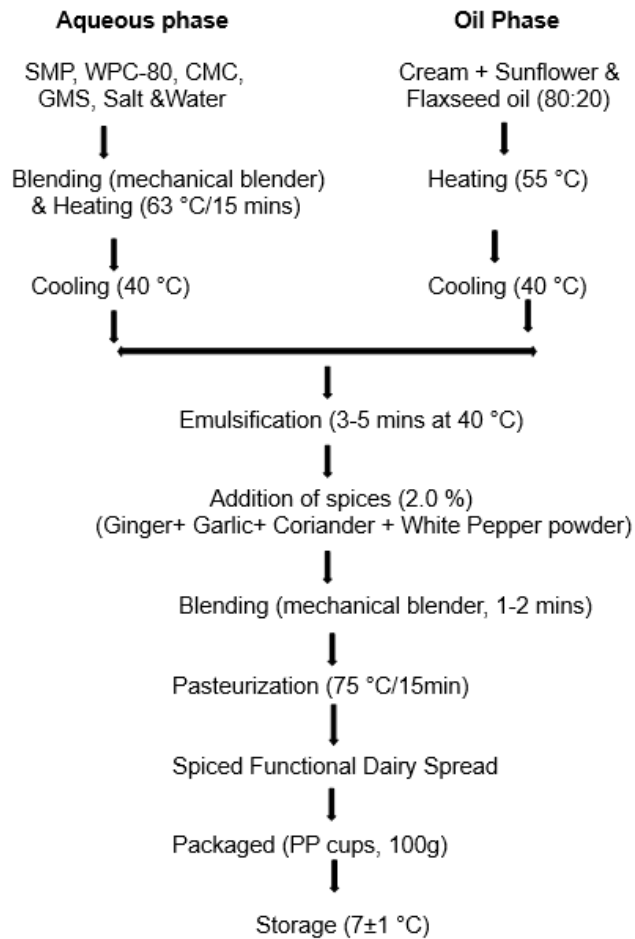 Aqueous phase
Oil Phase
SMP, WPC-80, CMC,
GMS, Salt &Water
Cream + Sunflower &
Flaxseed oil (80:20)
Blending (mechanical blender)
& Heating (63 °C/15 mins)
Heating (55 °C)
Cooling (40 °C)
Cooling (40 °C)
Emulsification (3-5 mins at 40 °C)
Addition of spices (2.0 %)
(Ginger+ Garlic+ Coriander + White Pepper powder)
Blending (mechanical blender, 1-2 mins)
Pasteurization (75 °C/15min)
Spiced Functional Dairy Spread
Packaged (PP cups, 100g)
Storage (7±1 °C)